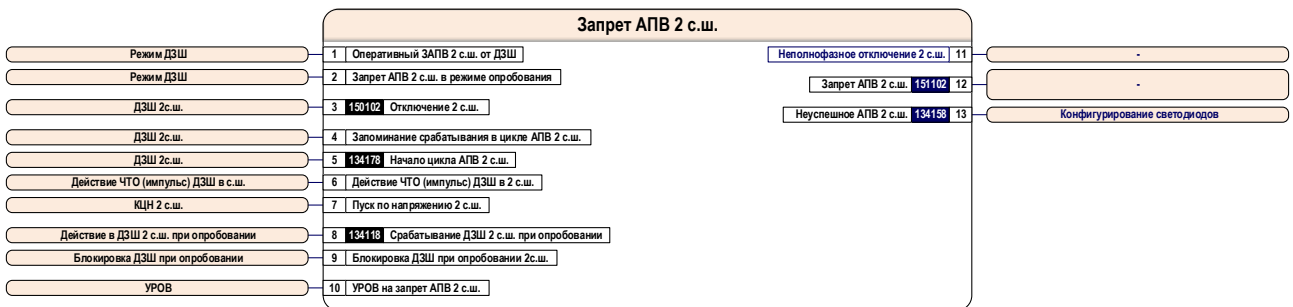 Запрет АПВ 2 с.ш.
Режим ДЗШ 1 Оперативный ЗАПВ 2 с.ш. от ДЗШ Неполнофазное отключение 2 с.ш. 11 -
Режим ДЗШ 2 Запрет АПВ 2 с.ш. в режиме опробования Запрет АПВ 2 с.ш. 151102 12 -
ДЗШ 2с.ш. 3 150102 Отключение 2 с.ш. Неуспешное АПВ 2 с.ш. 134158 13 Конфигурирование светодиодов
ДЗШ 2с.ш. 4 Запоминание срабатывания в цикле АПВ 2 с.ш.
ДЗШ 2с.ш. 5 134178 Начало цикла АПВ 2 с.ш.
Действие ЧТО (импульс) ДЗШ в с.ш. 6 Действие ЧТО (импульс) ДЗШ в 2 с.ш.
КЦН 2 с.ш. 7 Пуск по напряжению 2 с.ш.
Действие в ДЗШ 2 с.ш. при опробовании 8 134118 Срабатывание ДЗШ 2 с.ш. при опробовании
Блокировка ДЗШ при опробовании 9 Блокировка ДЗШ при опробовании 2с.ш.
УРОВ 10 УРОВ на запрет АПВ 2 с.ш.